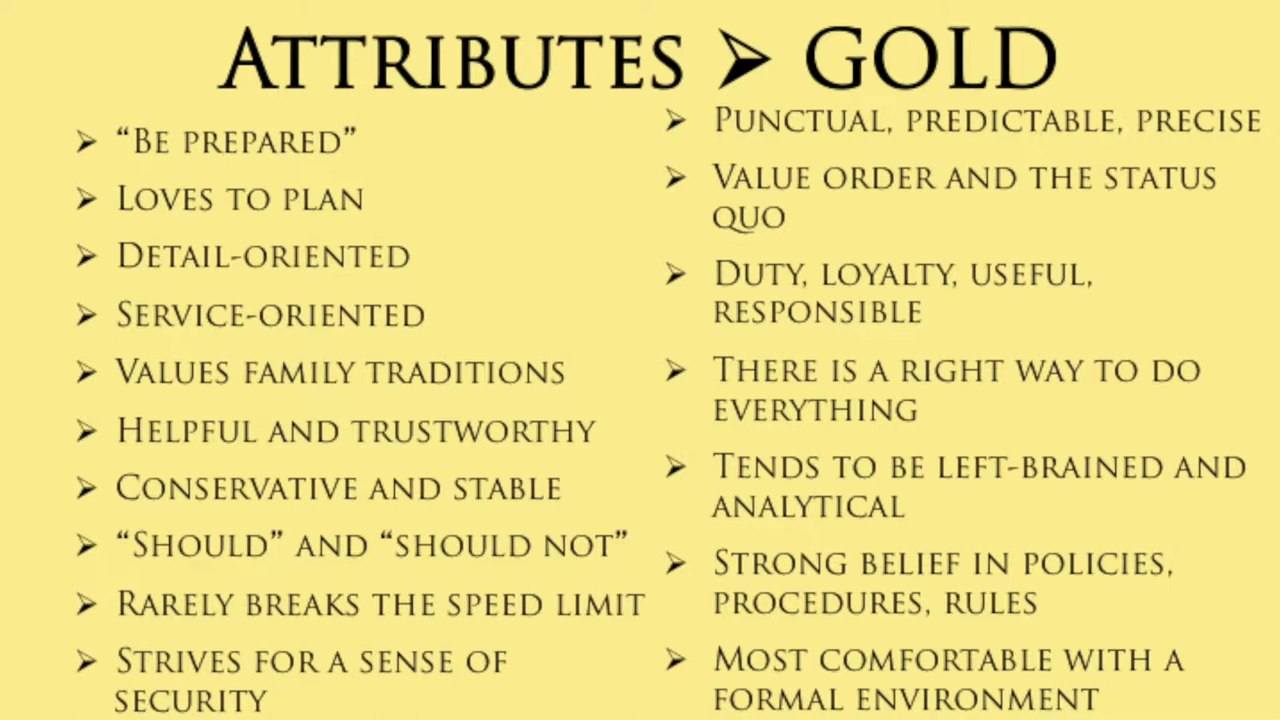 ATTRIBUTES ➢ GOLD
➢ "BE PREPARED"
➢ LOVES TO PLAN
➢ DETAIL-ORIENTED
➢ SERVICE-ORIENTED
➢ VALUES FAMILY TRADITIONS
➢ HELPFUL AND TRUSTWORTHY
➢ CONSERVATIVE AND STABLE
➢ "SHOULD" AND "SHOULD NOT"
➢ RARELY BREAKS THE SPEED LIMIT
➢ STRIVES FOR A SENSE OF
SECURITY
➢ PUNCTUAL, PREDICTABLE, PRECISE
➢ VALUE ORDER AND THE STATUS
QUO
➢ DUTY, LOYALTY, USEFUL,
RESPONSIBLE
➢ THERE IS A RIGHT WAY TO DO
EVERYTHING
➢ TENDS TO BE LEFT-BRAINED AND
ANALYTICAL
➢ STRONG BELIEF IN POLICIES,
PROCEDURES, RULES
➢ MOST COMFORTABLE WITH A
FORMAL ENVIRONMENT